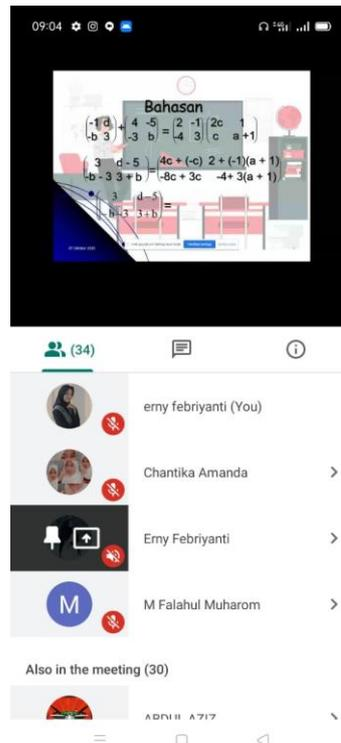 09:04
Bahasan
(-1 d -b 3) + (4 -5 -3 b) = (2 -1 -4 3) (2c 1 c a +1)
(3 d - 5 -b - 3 3 + b) = (4c + (-c) 2 + (-1)(a + 1) -8c + 3c -4+ 3(a + 1))
(3 d - 5 - b - 3 3 + b) =
(34)
erny febriyanti (You)
Chantika Amanda
Erny Febriyanti
M
M Falahul Muharom
Also in the meeting (30)
ABDUL AZIZ